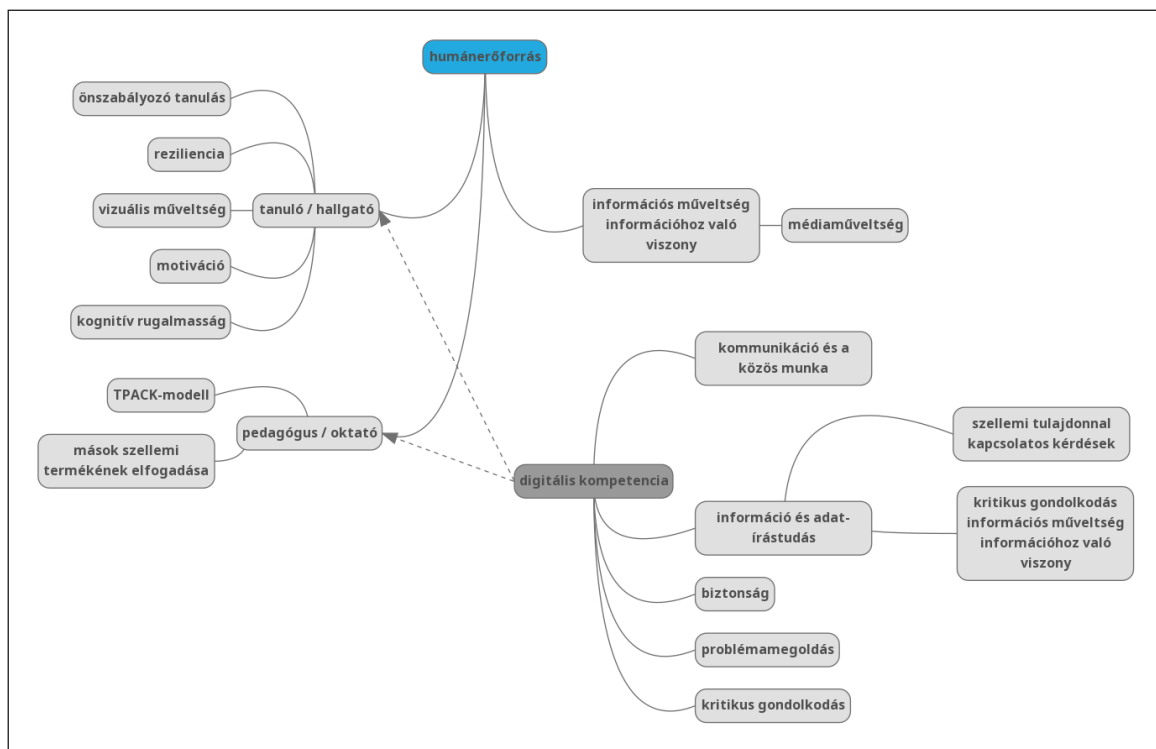 humánerőforrás
önszabályozó tanulás
reziliencia
vizuális műveltség
tanuló / hallgató
motiváció
kognitív rugalmasság
információs műveltség
információhoz való
viszony
médiaműveltség
TPACK-modell
pedagógus / oktató
mások szellemi
termékének elfogadása
digitális kompetencia
kommunikáció és a
közös munka
szellemi tulajdonnal
kapcsolatos kérdések
információ és adat-
írástudás
kritikus gondolkodás
információs műveltség
információhoz való
viszony
biztonság
problémamegoldás
kritikus gondolkodás